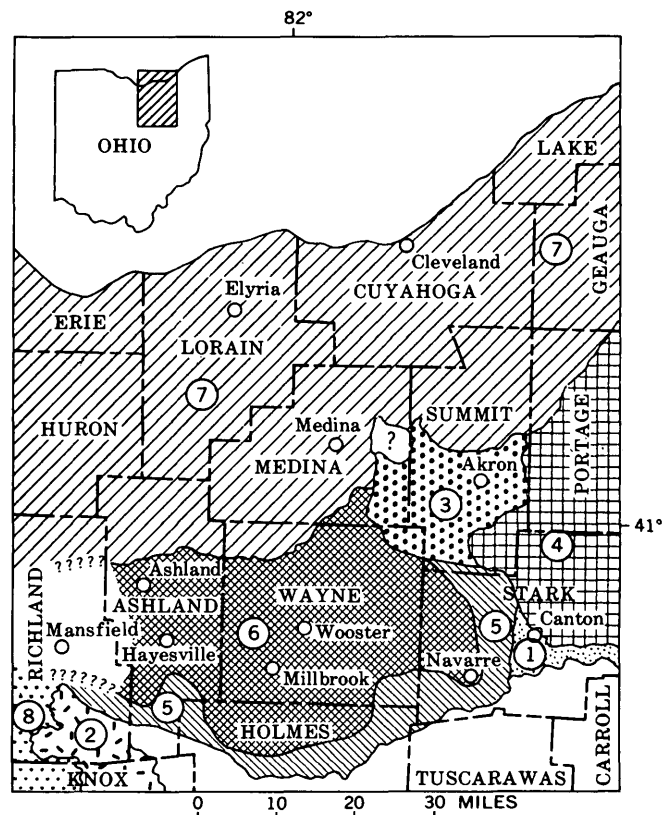 82°
OHIO
LAKE
GEAUGA
7
Cleveland
CUYAHOGA
Elyria
ERIE
LORAIN
7
HURON
SUMMIT
PORTAGE
Medina
?
MEDINA
Akron
3
41°
4
??????
Ashland
RICHLAND
ASHLAND
WAYNE
STARK
Mansfield
6
Wooster
5
Canton
Hayesville
1
Millbrook
Navarre
???????
5
8
2
HOLMES
CARROLL
KNOX
TUSCARAWAS
0 10 20 30 MILES